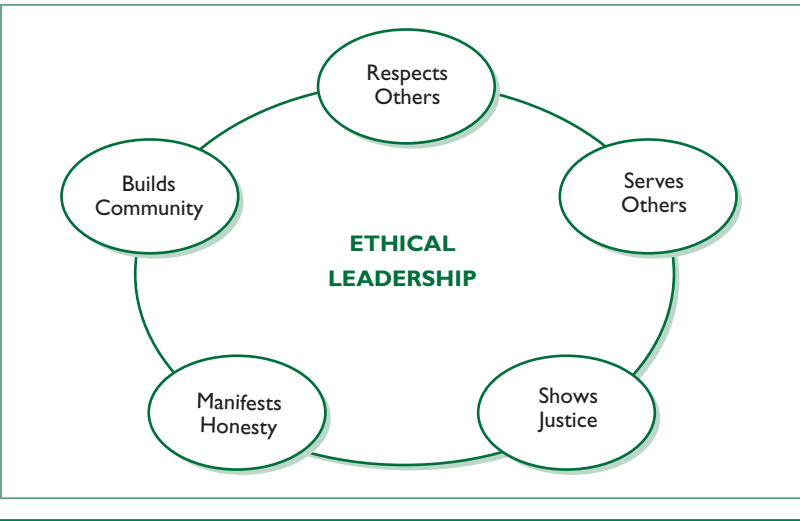 Respects
Others
Serves
Others
Shows
Justice
Manifests
Honesty
Builds
Community
ETHICAL
LEADERSHIP